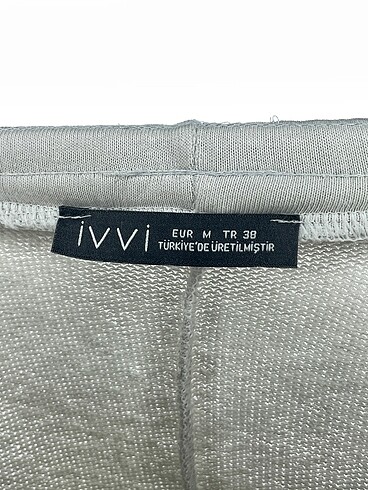 ivvi
EUR M TR 38
TÜRKİYE'DE ÜRETİLMİŞTİR